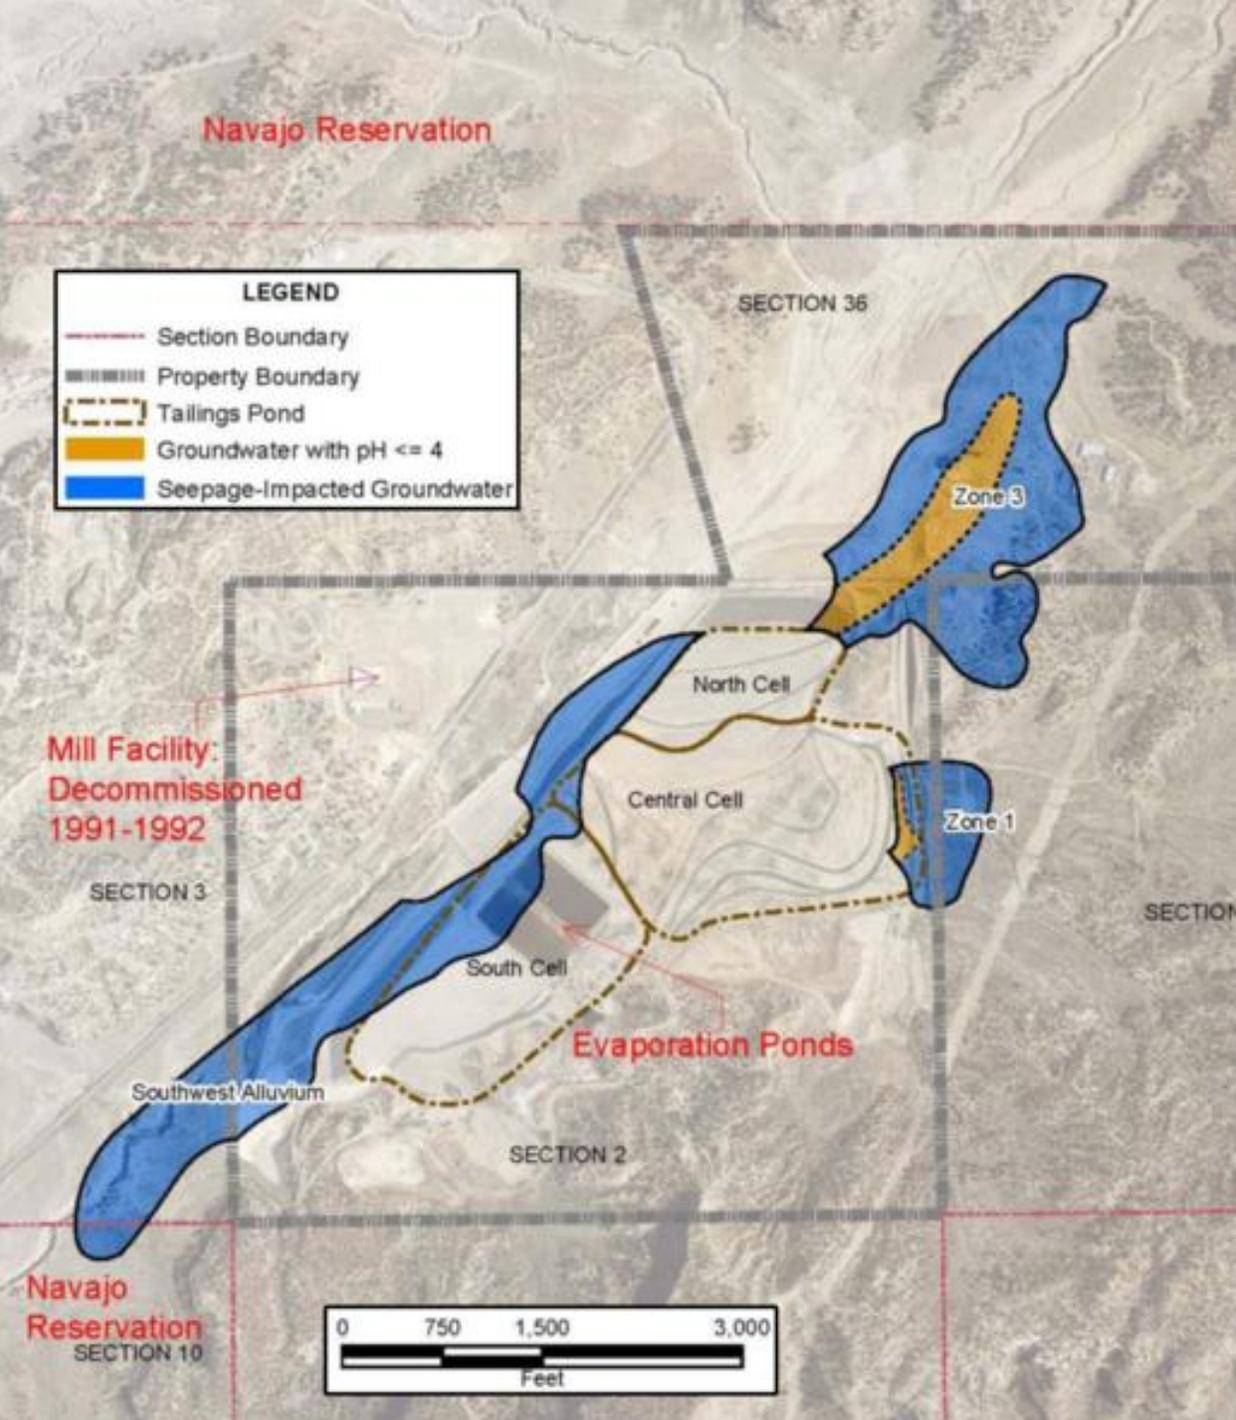 Navajo Reservation
SECTION 36
LEGEND
Section Boundary
Property Boundary
Tailings Pond
Groundwater with pH <= 4
Seepage-Impacted Groundwater
Zone 3
North Cell
Mill Facility:
Decommissioned
1991-1992
Central Cell
Zone 1
SECTION 3
SECTION
South Cell
Evaporation Ponds
Southwest Alluvium
SECTION 2
Navajo
Reservation
SECTION 10
0 750 1,500 3,000
Feet